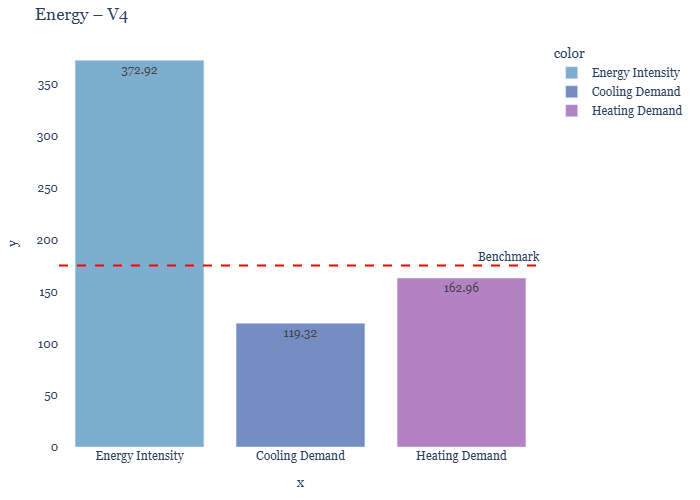 Energy – V4
color
Energy Intensity
Cooling Demand
Heating Demand
372.92
350
300
250
200
150
100
50
0
y
Benchmark
162.96
119.32
Energy Intensity
Cooling Demand
Heating Demand
x